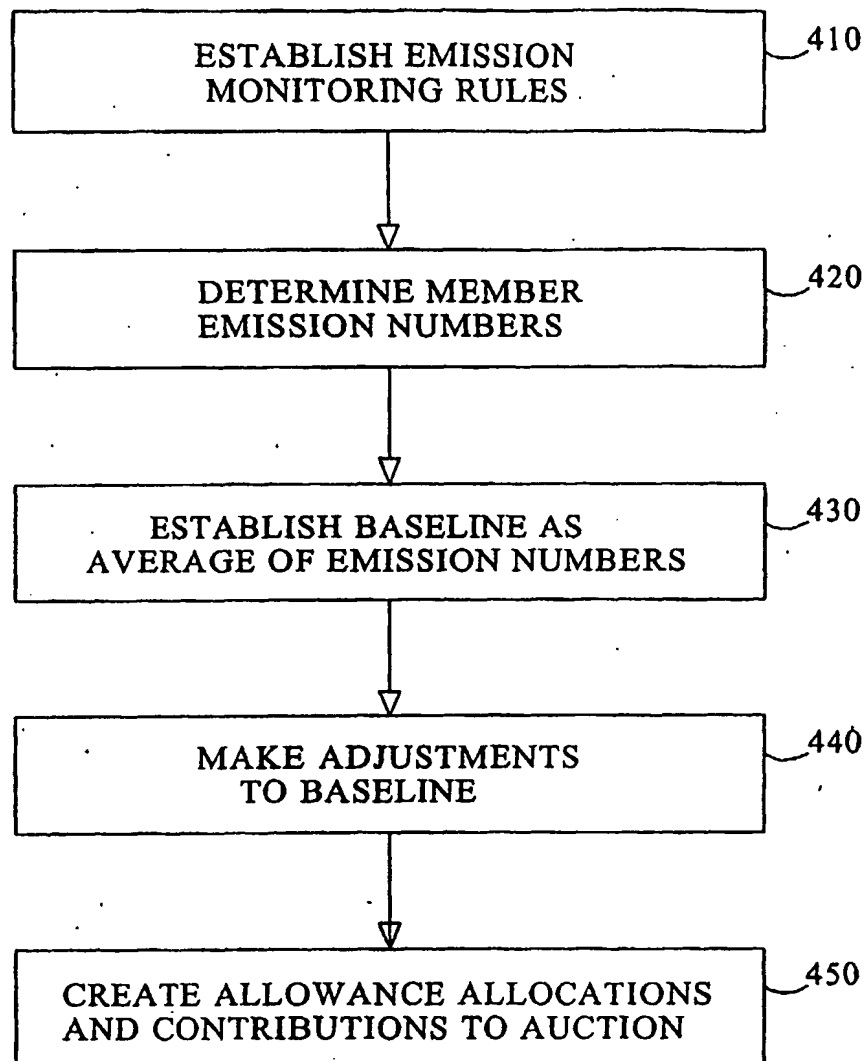 ESTABLISH EMISSION
MONITORING RULES
410
DETERMINE MEMBER
EMISSION NUMBERS
420
ESTABLISH BASELINE AS
AVERAGE OF EMISSION NUMBERS
430
MAKE ADJUSTMENTS
TO BASELINE
440
CREATE ALLOWANCE ALLOCATIONS
AND CONTRIBUTIONS TO AUCTION
450